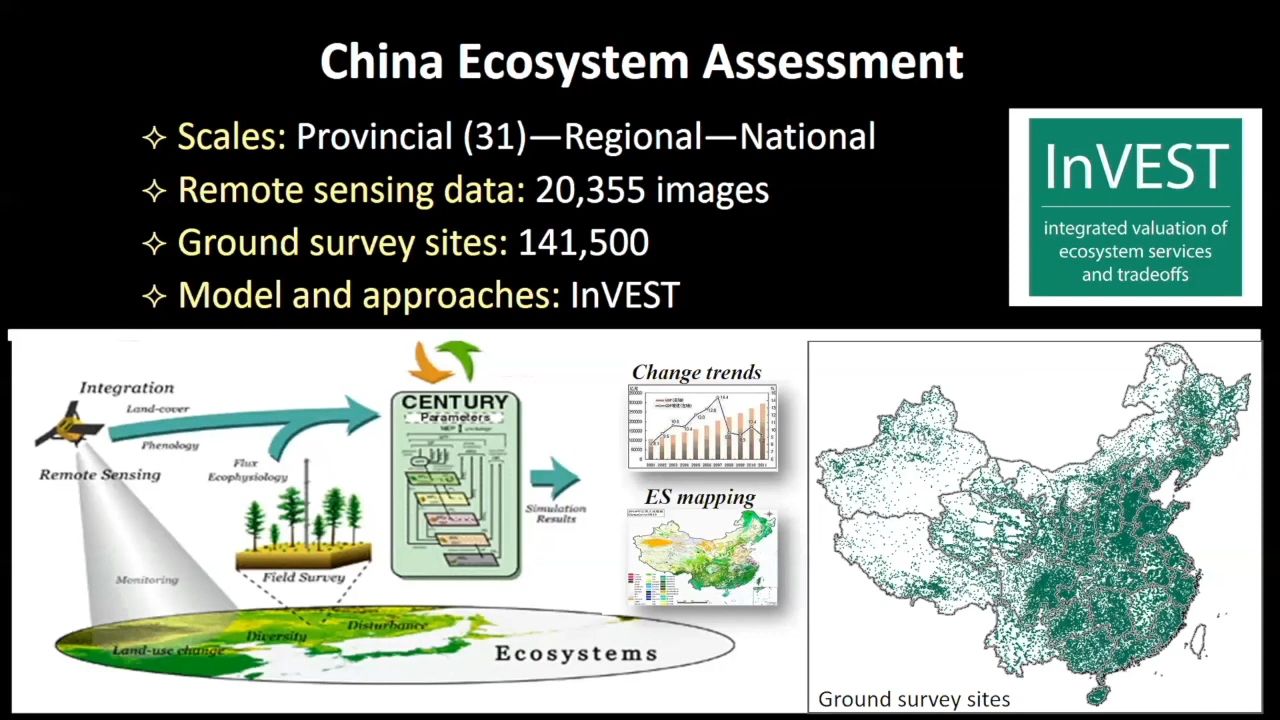 China Ecosystem Assessment
✧ Scales: Provincial (31)—Regional—National
✧ Remote sensing data: 20,355 images
✧ Ground survey sites: 141,500
✧ Model and approaches: InVEST
InVEST
integrated valuation of
ecosystem services
and tradeoffs
Integration
Land-cover
Phenology
Remote Sensing
Flux
Ecophysiology
CENTURY
Parameters
Simulation
Results
Monitoring
Field Survey
Diversity
Disturbance
Land-use change
Ecosystems
Change trends
ES mapping
Ground survey sites